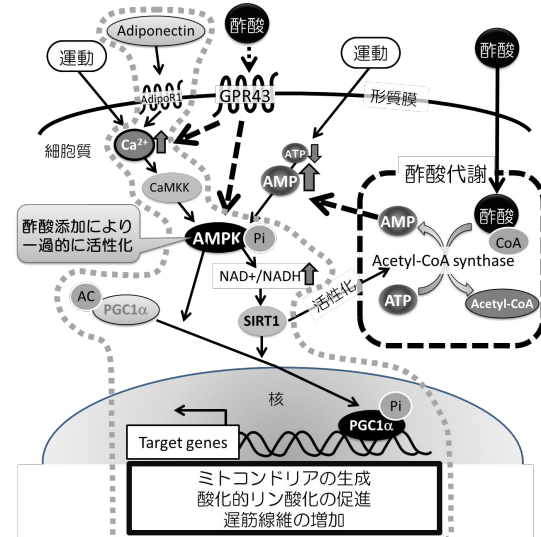 Adiponectin
酢酸
運動
運動
酢酸
AdipoR1
GPR43
形質膜
細胞質
Ca2+
ATP
AMP
酢酸代謝
CaMKK
酢酸
CoA
AMP
酢酸添加により
一過的に活性化
AMPK
Pi
Acetyl-CoA synthase
NAD+/NADH
活性化
ATP
Acetyl-CoA
AC
PGC1α
SIRT1
核
Pi
PGC1α
Target genes
ミトコンドリアの生成
酸化的リン酸化の促進
遅筋線維の増加